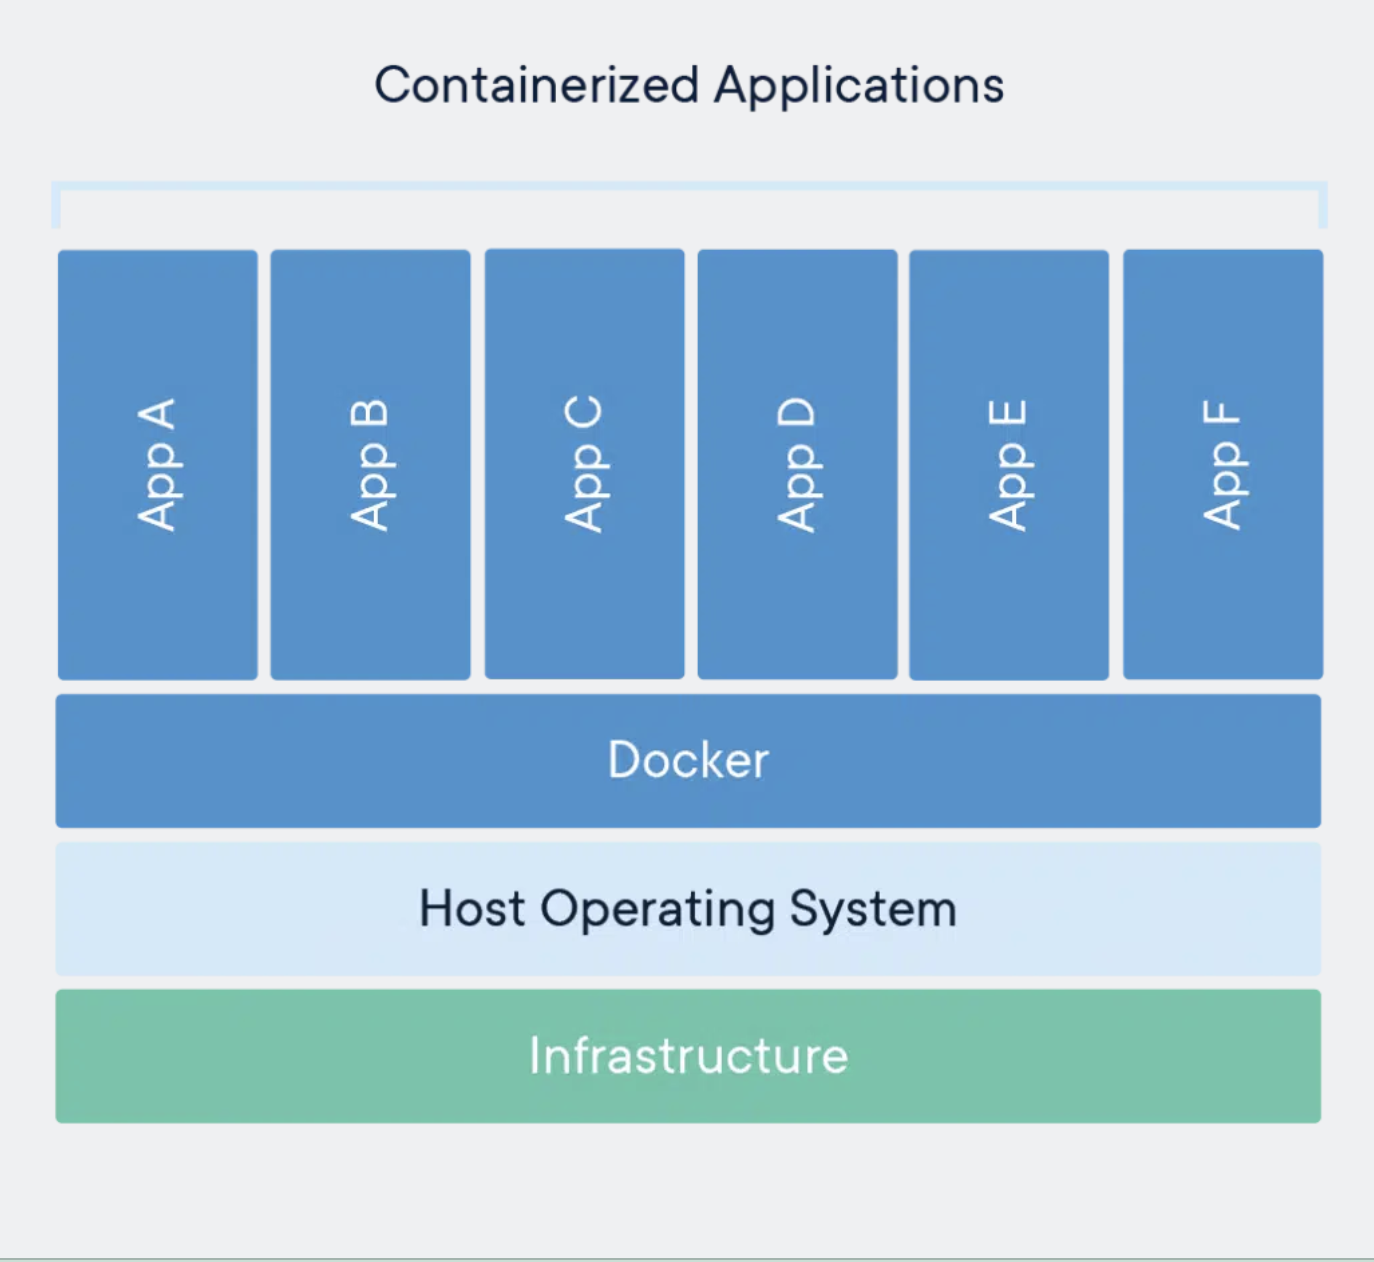 Containerized Applications
App A
App B
App C
App D
App E
App F
Docker
Host Operating System
Infrastructure